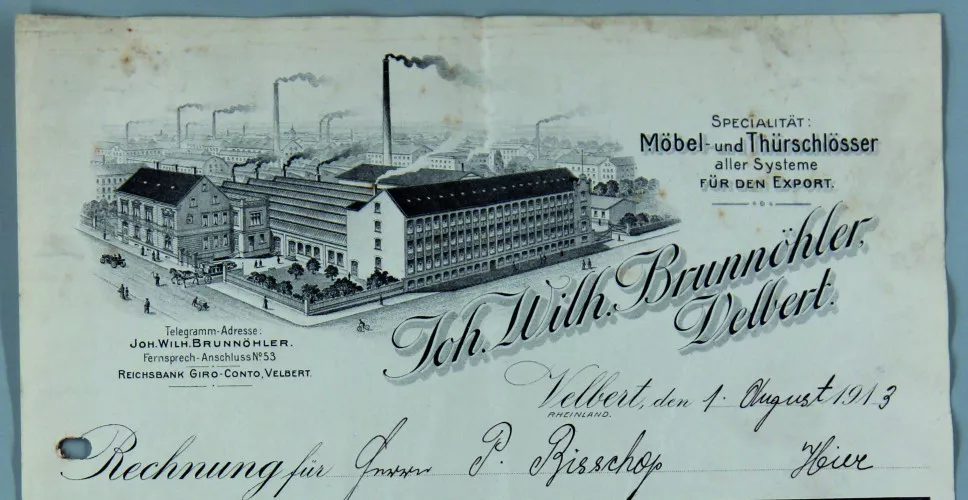 SPECIALITÄT:
Möbel- und Thürschlösser
aller Systeme
FÜR DEN EXPORT.
Joh. Wilh. Brunnöhler,
Velbert.
Telegramm-Adresse:
JOH. WILH. BRUNNÖHLER.
Fernsprech-Anschluss № 53
REICHSBANK GIRO-CONTO, VELBERT.
Velbert, den 1. August 1913
RHEINLAND.
Rechnung für Herrn P. Bisschop Hier